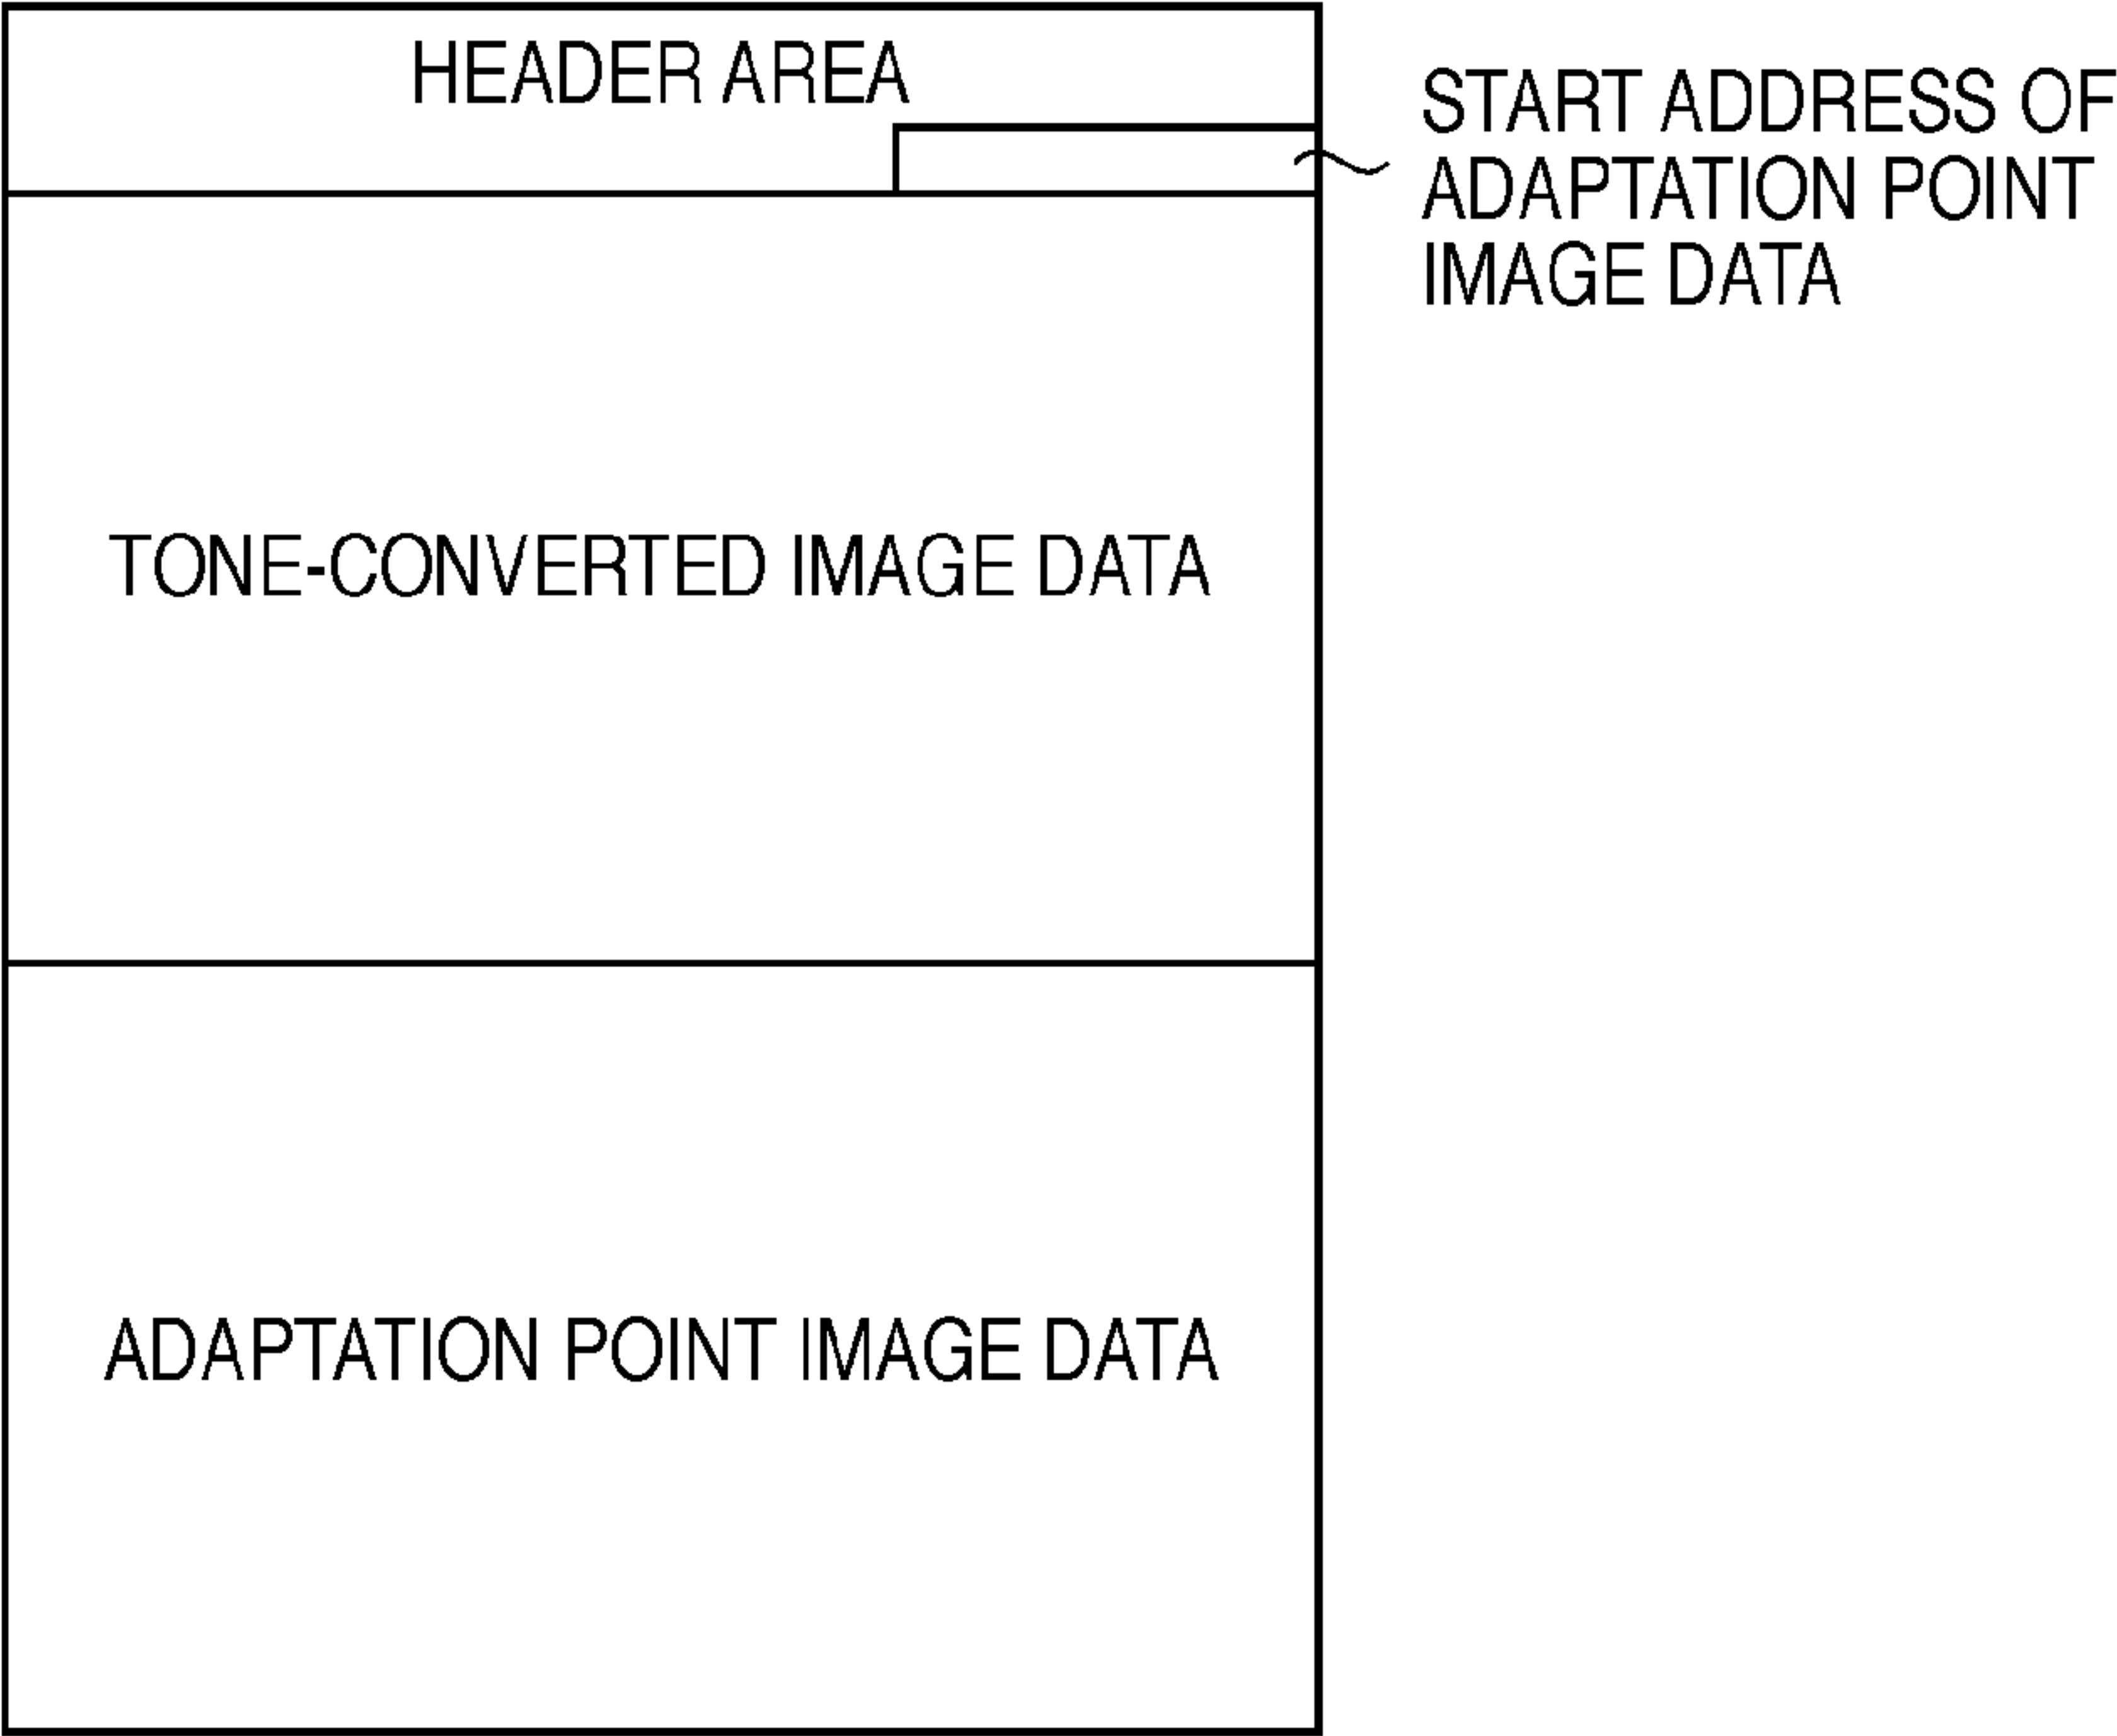 HEADER AREA
START ADDRESS OF
ADAPTATION POINT
IMAGE DATA
TONE-CONVERTED IMAGE DATA
ADAPTATION POINT IMAGE DATA